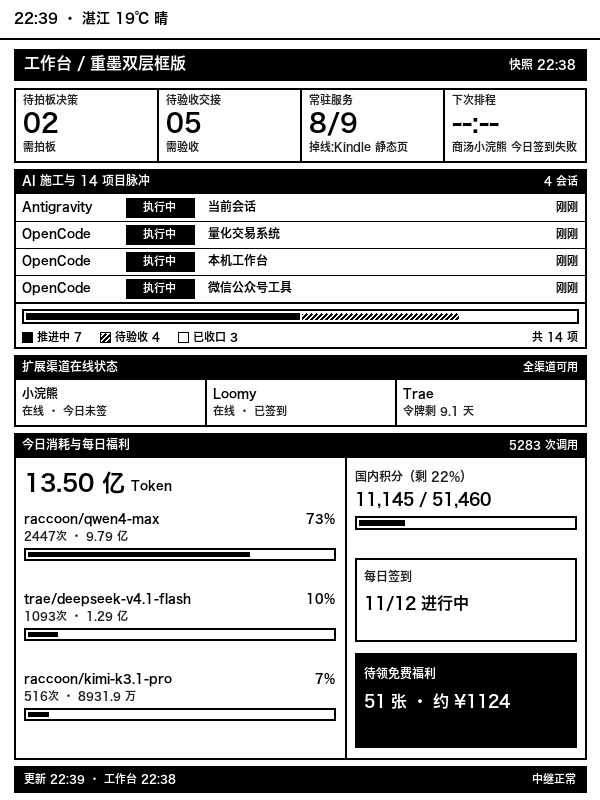 22:39 · 湛江 19℃ 晴
工作台 / 重墨双层框版
快照 22:38
待拍板决策
02
需拍板
待验收交接
05
需验收
常驻服务
8/9
掉线:Kindle 静态页
下次排程
--:--
商汤小浣熊 今日签到失败
AI 施工与 14 项目脉冲
4 会话
Antigravity 执行中 当前会话 刚刚
OpenCode 执行中 量化交易系统 刚刚
OpenCode 执行中 本机工作台 刚刚
OpenCode 执行中 微信公众号工具 刚刚
推进中 7 待验收 4 已收口 3 共 14 项
扩展渠道在线状态
全渠道可用
小浣熊
在线 · 今日未签
Loomy
在线 · 已签到
Trae
令牌剩 9.1 天
今日消耗与每日福利
5283 次调用
13.50 亿 Token
raccoon/qwen4-max 73%
2447次 · 9.79 亿
trae/deepseek-v4.1-flash 10%
1093次 · 1.29 亿
raccoon/kimi-k3.1-pro 7%
516次 · 8931.9 万
国内积分（剩 22%）
11,145 / 51,460
每日签到
11/12 进行中
待领免费福利
51 张 · 约 ¥1124
更新 22:39 · 工作台 22:38
中继正常